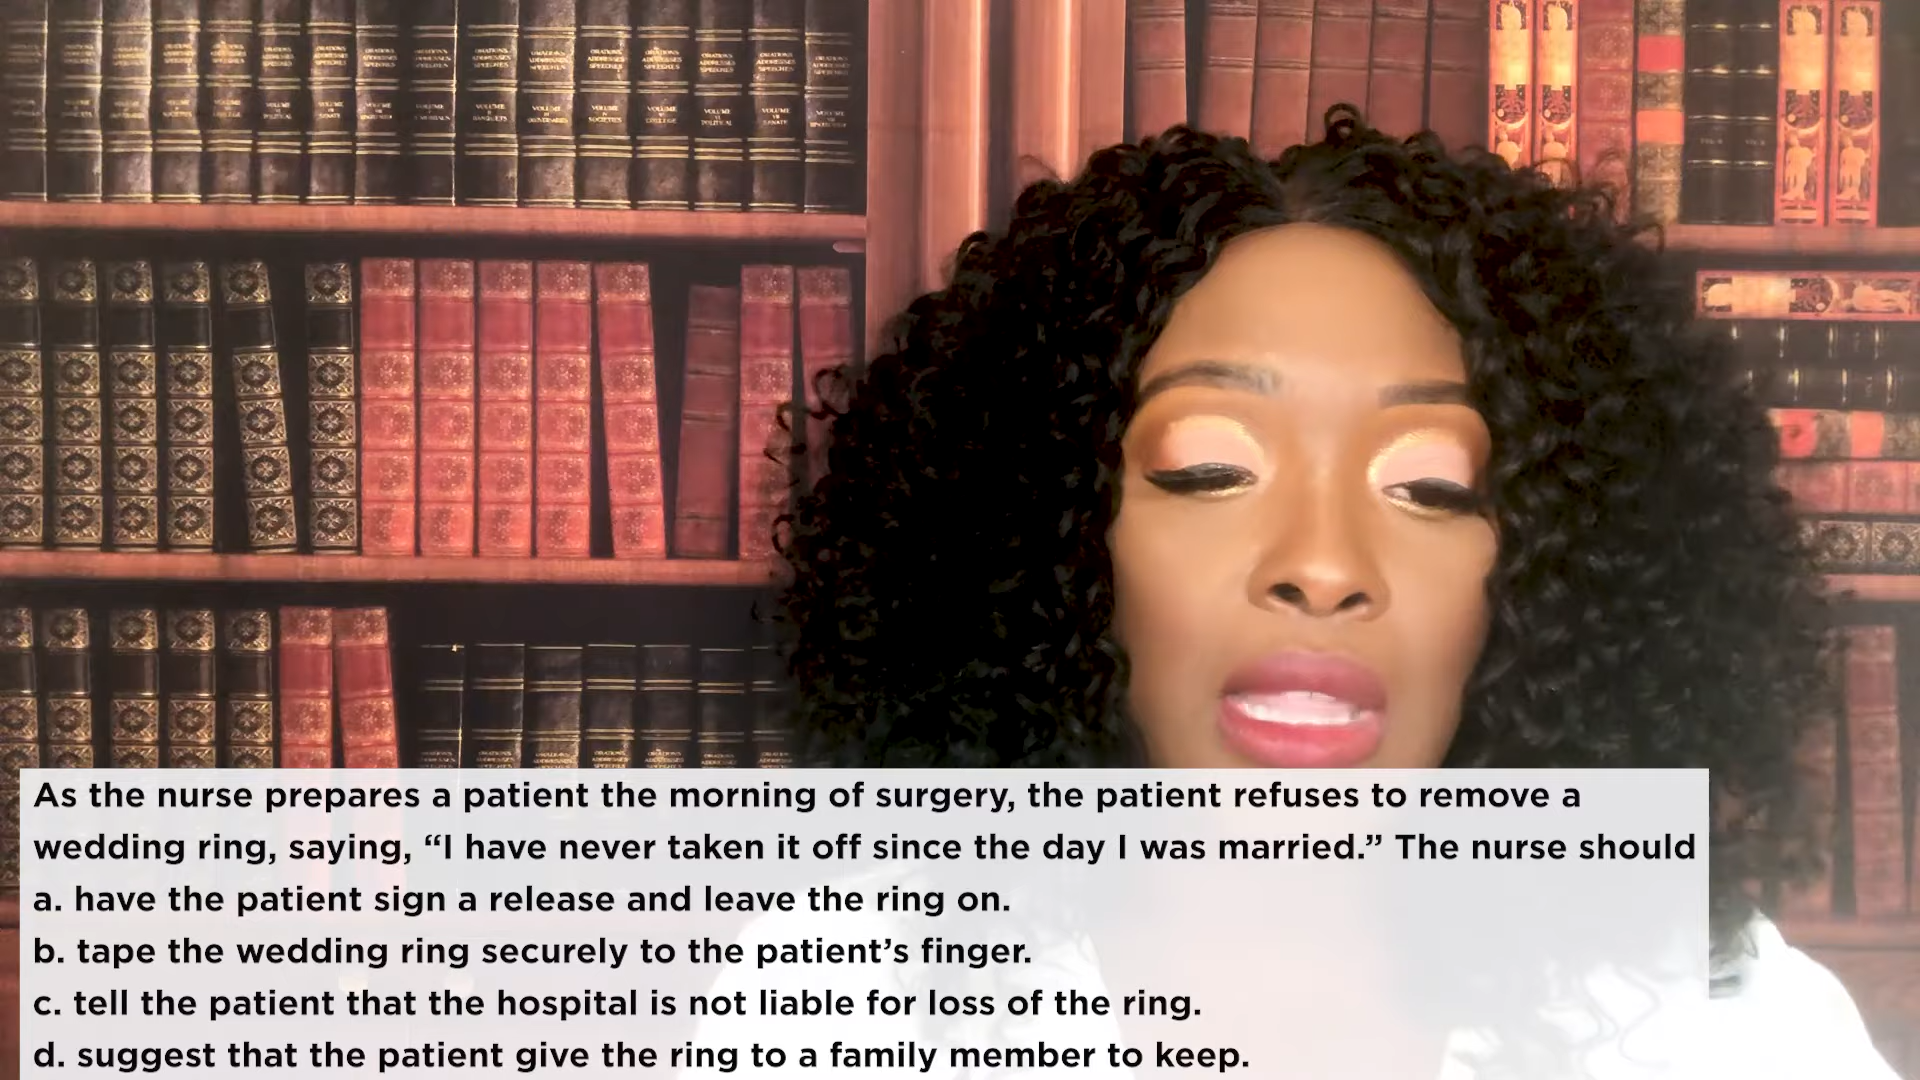 ORATIONS ADDRESSES SPEECHES
As the nurse prepares a patient the morning of surgery, the patient refuses to remove a
wedding ring, saying, “I have never taken it off since the day I was married.” The nurse should
a. have the patient sign a release and leave the ring on.
b. tape the wedding ring securely to the patient’s finger.
c. tell the patient that the hospital is not liable for loss of the ring.
d. suggest that the patient give the ring to a family member to keep.